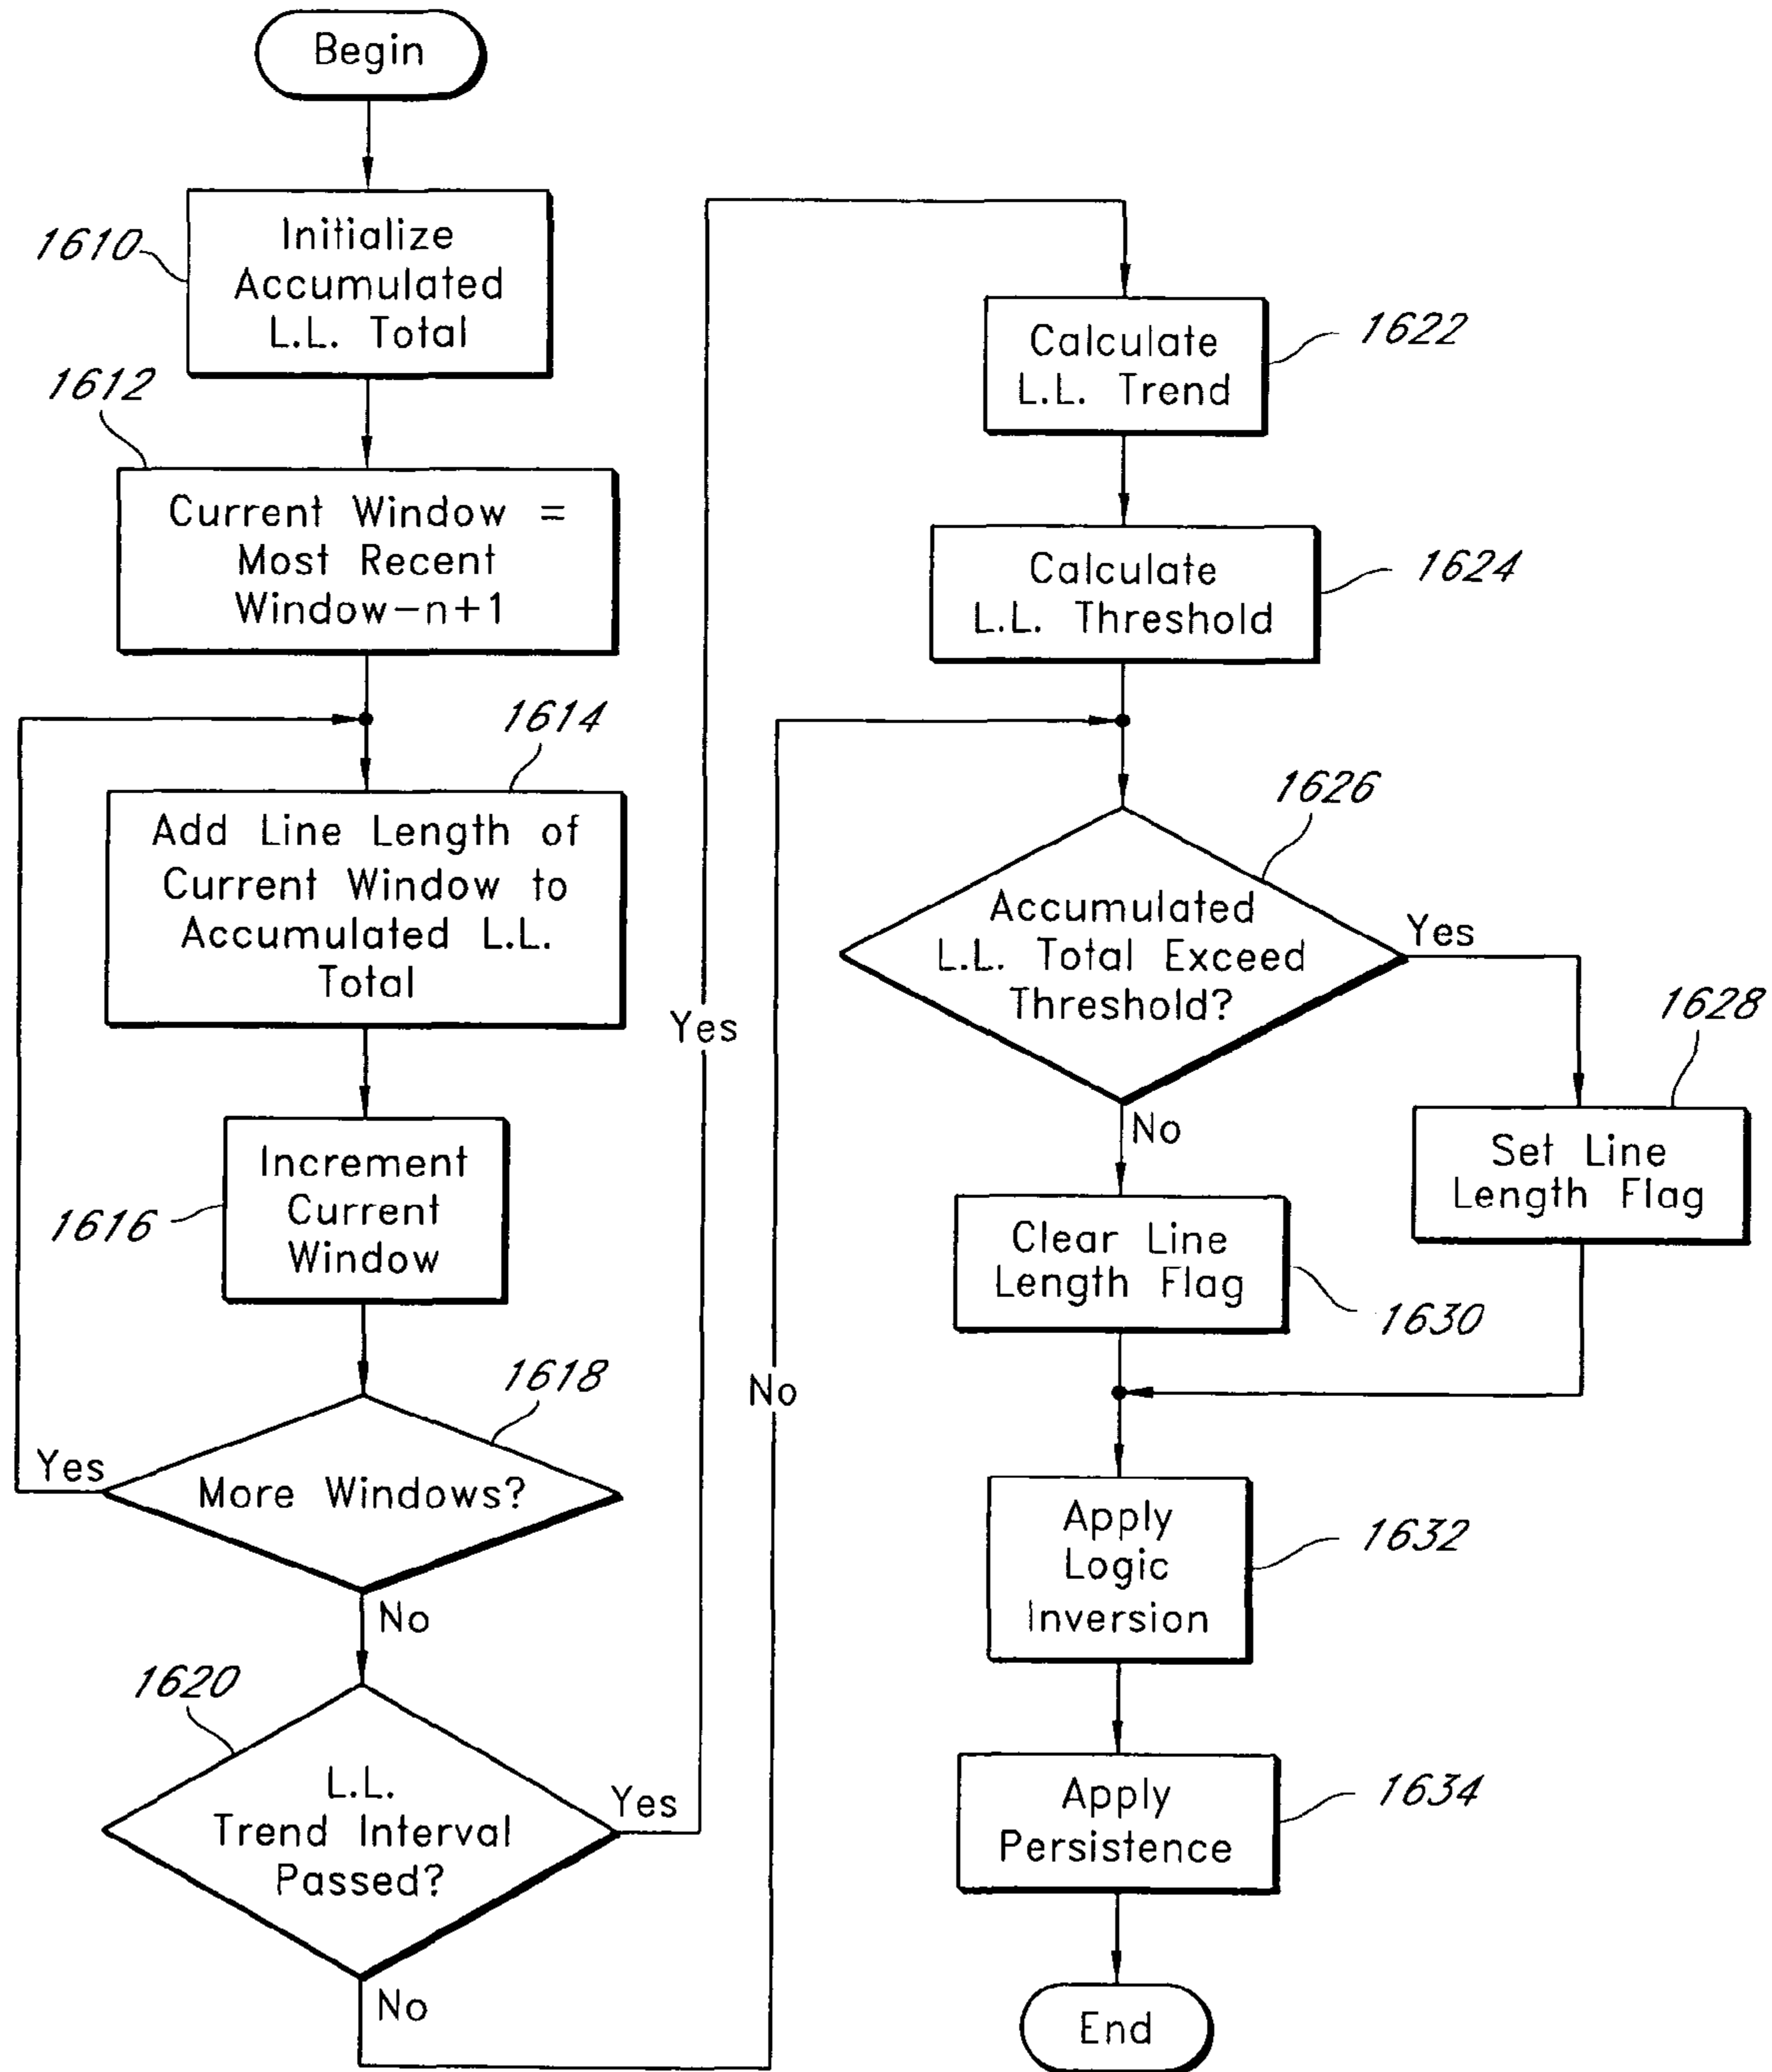 Begin
1610
Initialize
Accumulated
L.L. Total
1612
Current Window =
Most Recent
Window-n+1
1614
Add Line Length of
Current Window to
Accumulated L.L.
Total
1616
Increment
Current
Window
1618
Yes
More Windows?
No
1620
L.L.
Trend Interval
Passed?
Yes
No
Yes
No
1622
Calculate
L.L. Trend
1624
Calculate
L.L. Threshold
1626
Accumulated
L.L. Total Exceed
Threshold?
Yes
No
1628
Set Line
Length Flag
Clear Line
Length Flag
1630
Apply
Logic
Inversion
1632
Apply
Persistence
1634
End